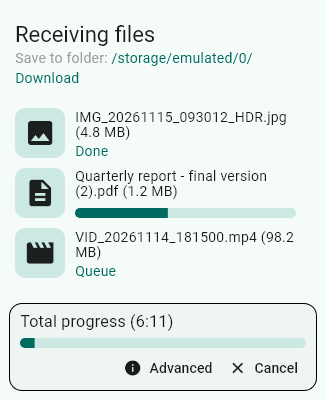 Receiving files
Save to folder: /storage/emulated/0/
Download
IMG_20261115_093012_HDR.jpg
(4.8 MB)
Done
Quarterly report - final version
(2).pdf (1.2 MB)
VID_20261114_181500.mp4 (98.2
MB)
Queue
Total progress (6:11)
Advanced
Cancel